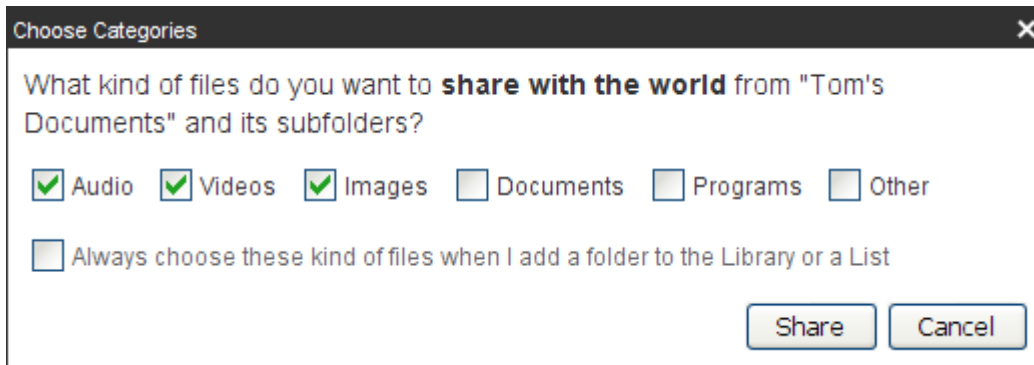 Choose Categories
What kind of files do you want to share with the world from "Tom's
Documents" and its subfolders?
Audio Videos Images Documents Programs Other
Always choose these kind of files when I add a folder to the Library or a List
Share Cancel